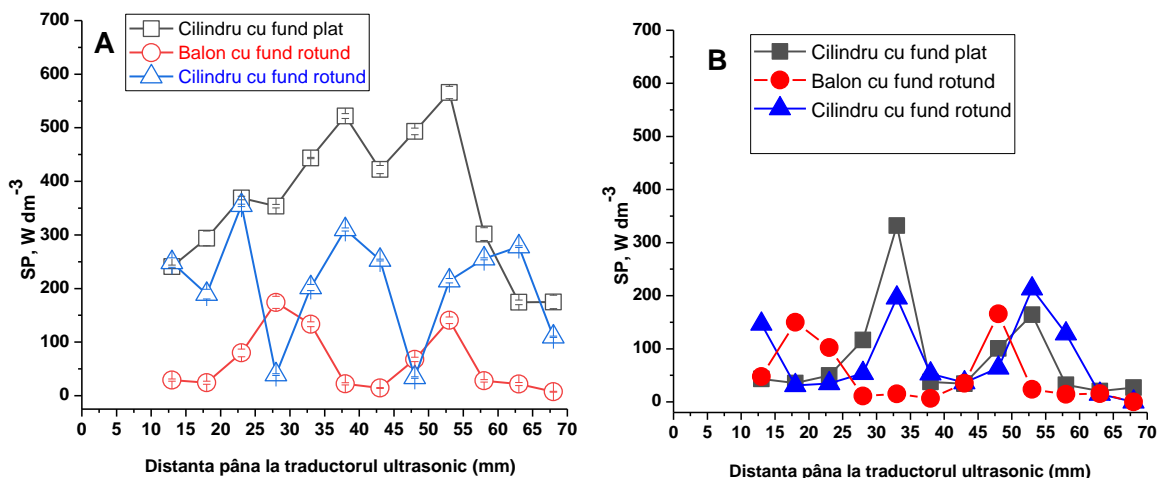 A
Cilindru cu fund plat
Balon cu fund rotund
Cilindru cu fund rotund
700
600
500
400
300
200
100
0
SP, W dm-3
0 5 10 15 20 25 30 35 40 45 50 55 60 65 70
Distanta pâna la traductorul ultrasonic (mm)
B
Cilindru cu fund plat
Balon cu fund rotund
Cilindru cu fund rotund
700
600
500
400
300
200
100
0
SP, W dm-3
0 5 10 15 20 25 30 35 40 45 50 55 60 65 70
Distanta pâna la traductorul ultrasonic (mm)